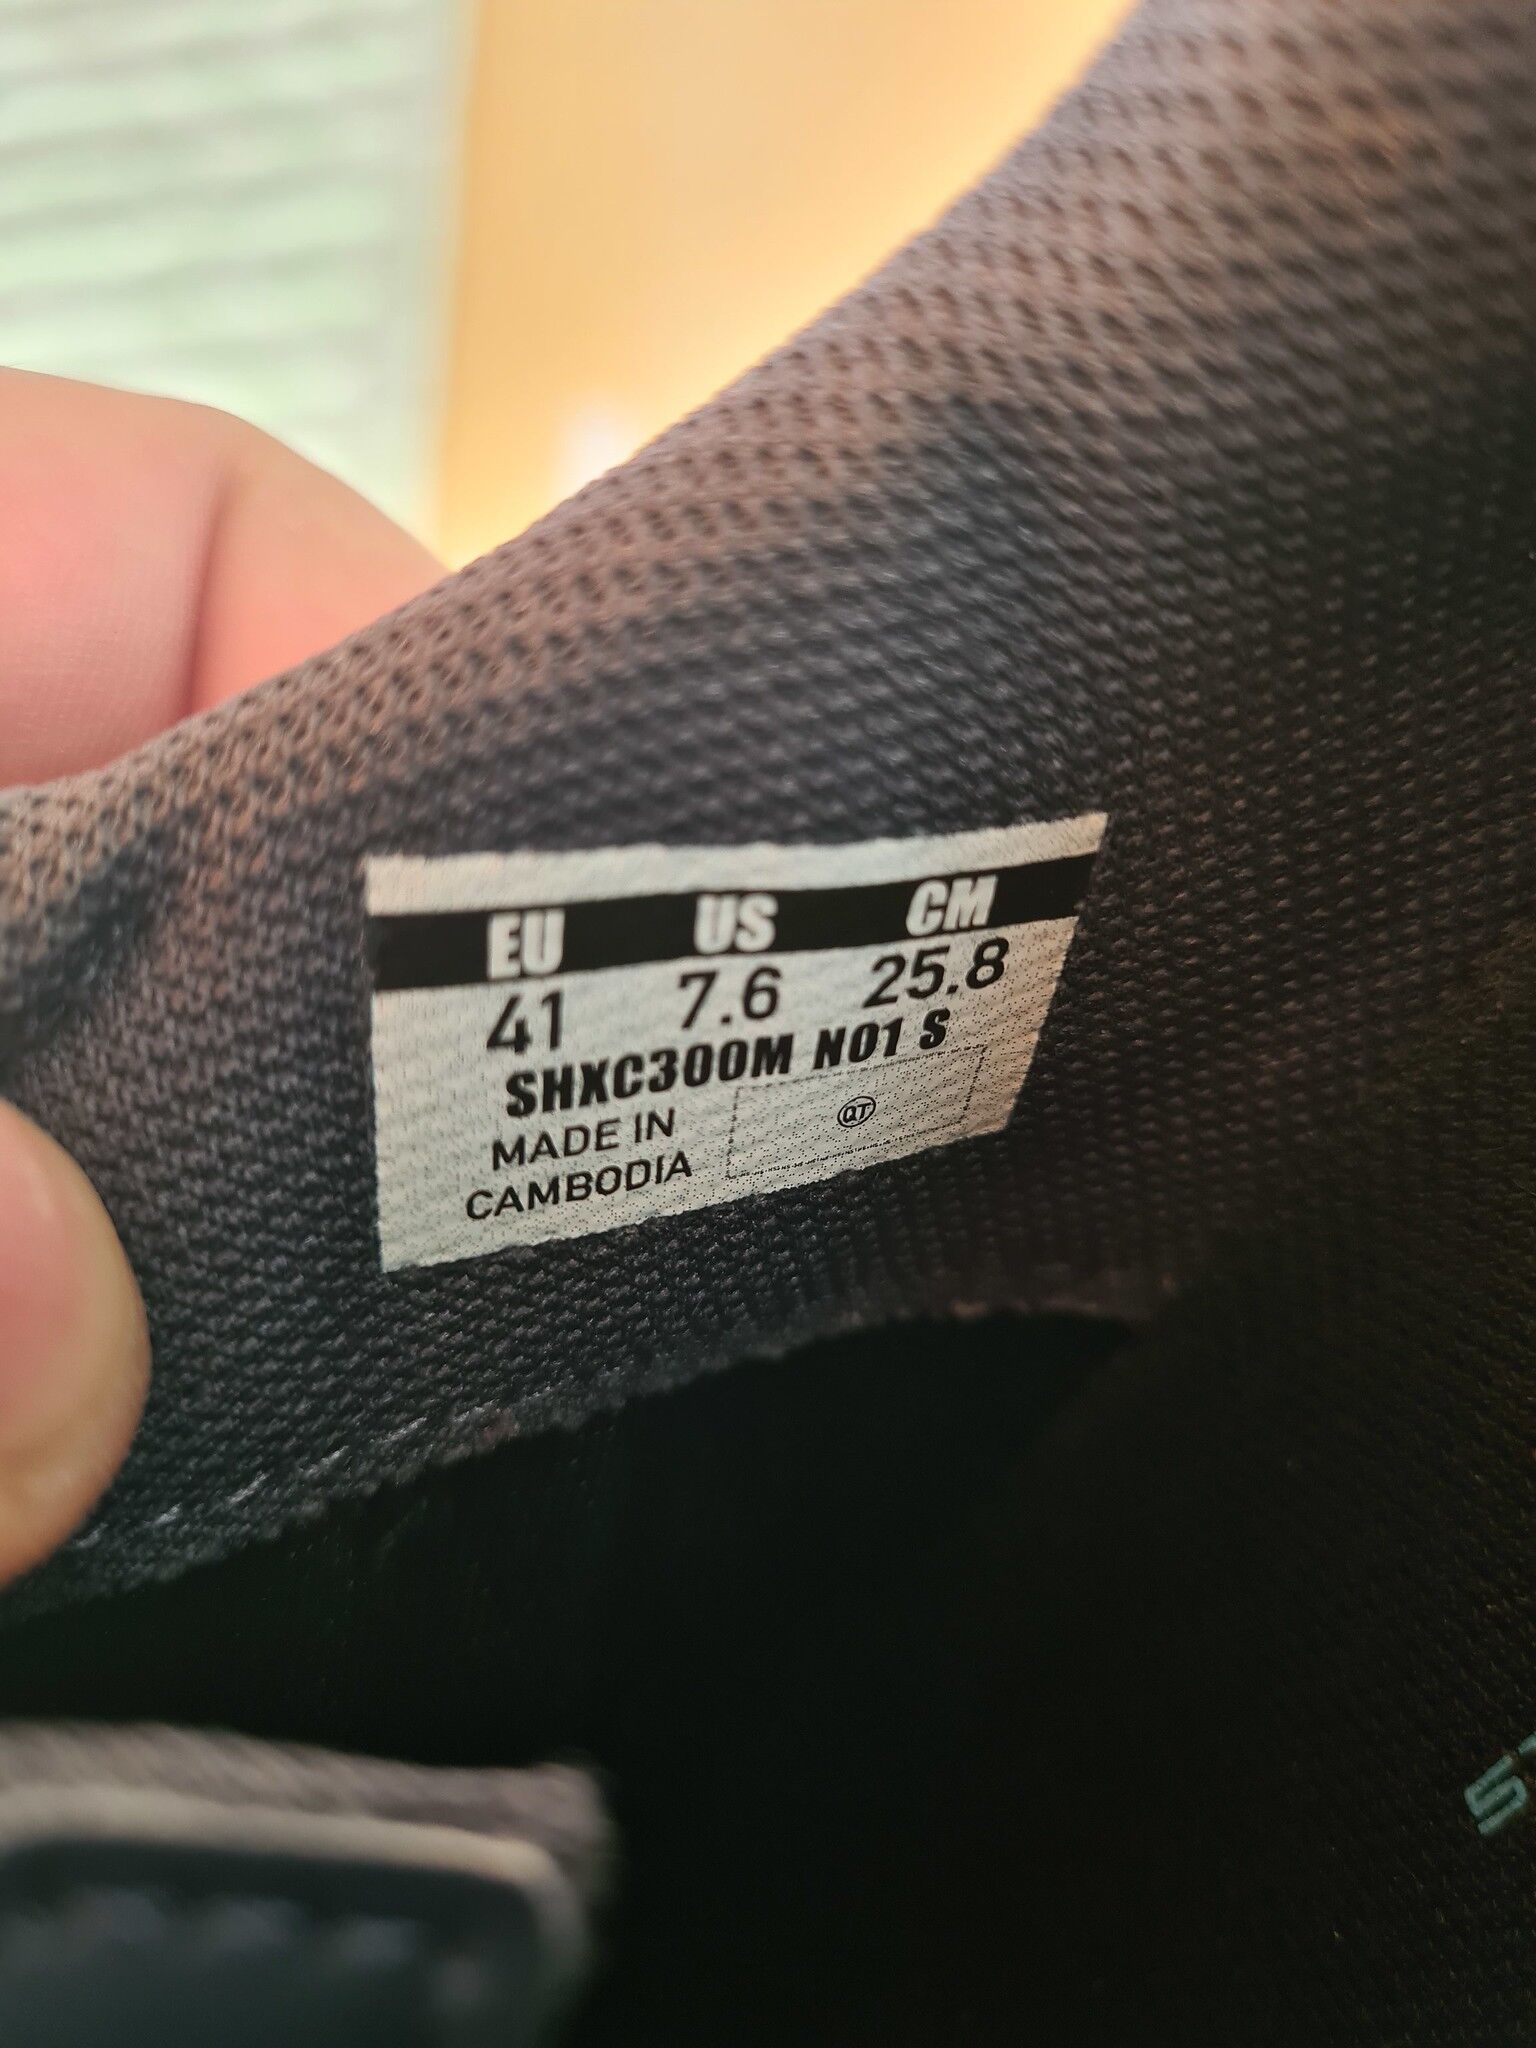 EU US CM
41 7.6 25.8
SHXC300M N01 S
MADE IN
CAMBODIA
QT